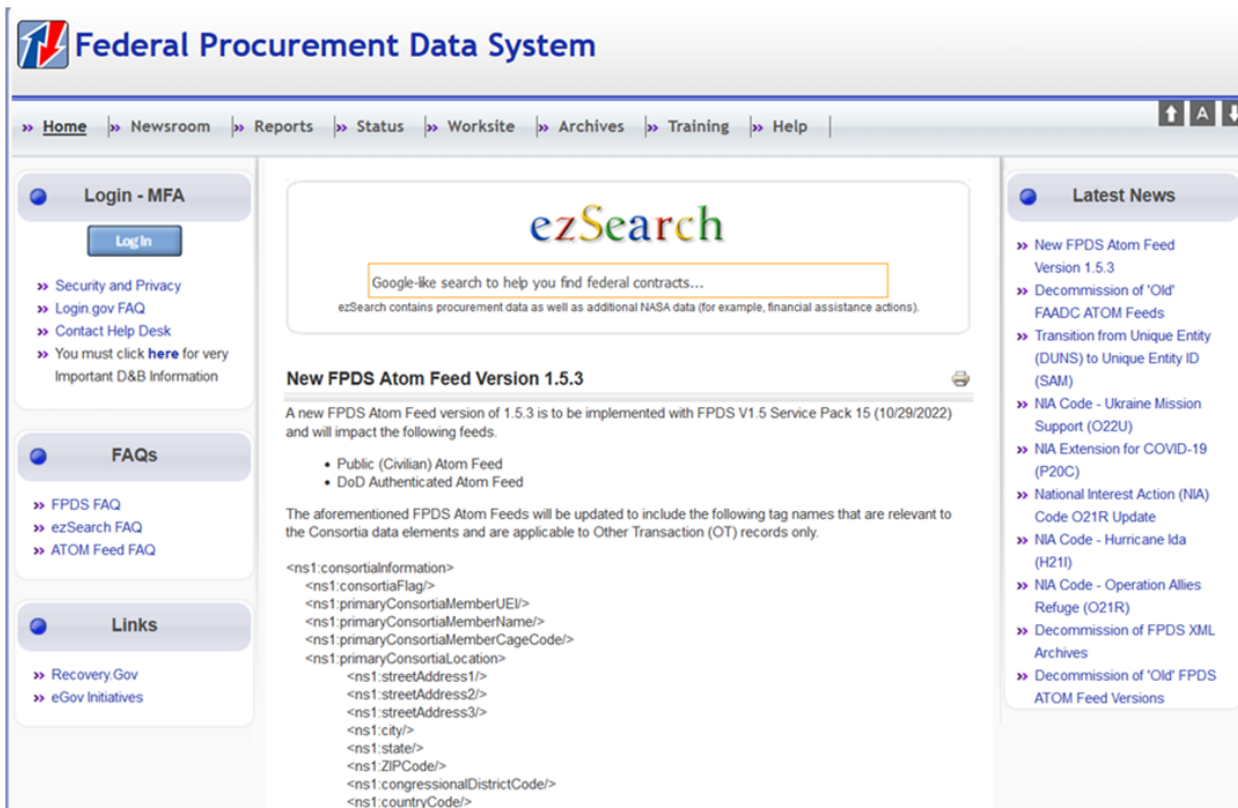 Federal Procurement Data System
» Home » Newsroom » Reports » Status » Worksite » Archives » Training » Help
A
Login - MFA
Log In
» Security and Privacy
» Login.gov FAQ
» Contact Help Desk
» You must click here for very
Important D&B Information
FAQs
» FPDS FAQ
» ezSearch FAQ
» ATOM Feed FAQ
Links
» Recovery.Gov
» eGov Initiatives
ezSearch
Google-like search to help you find federal contracts...
ezSearch contains procurement data as well as additional NASA data (for example, financial assistance actions).
New FPDS Atom Feed Version 1.5.3
A new FPDS Atom Feed version of 1.5.3 is to be implemented with FPDS V1.5 Service Pack 15 (10/29/2022)
and will impact the following feeds.
• Public (Civilian) Atom Feed
• DoD Authenticated Atom Feed
The aforementioned FPDS Atom Feeds will be updated to include the following tag names that are relevant to
the Consortia data elements and are applicable to Other Transaction (OT) records only.
<ns1:consortiaInformation>
<ns1:consortiaFlag/>
<ns1:primaryConsortiaMemberUEI/>
<ns1:primaryConsortiaMemberName/>
<ns1:primaryConsortiaMemberCageCode/>
<ns1:primaryConsortiaLocation>
<ns1:streetAddress1/>
<ns1:streetAddress2/>
<ns1:streetAddress3/>
<ns1:city/>
<ns1:state/>
<ns1:ZIPCode/>
<ns1:congressionalDistrictCode/>
<ns1:countryCode/>
Latest News
» New FPDS Atom Feed
Version 1.5.3
» Decommission of 'Old'
FAADC ATOM Feeds
» Transition from Unique Entity
(DUNS) to Unique Entity ID
(SAM)
» NIA Code - Ukraine Mission
Support (O22U)
» NIA Extension for COVID-19
(P20C)
» National Interest Action (NIA)
Code O21R Update
» NIA Code - Hurricane Ida
(H21I)
» NIA Code - Operation Allies
Refuge (O21R)
» Decommission of FPDS XML
Archives
» Decommission of 'Old' FPDS
ATOM Feed Versions